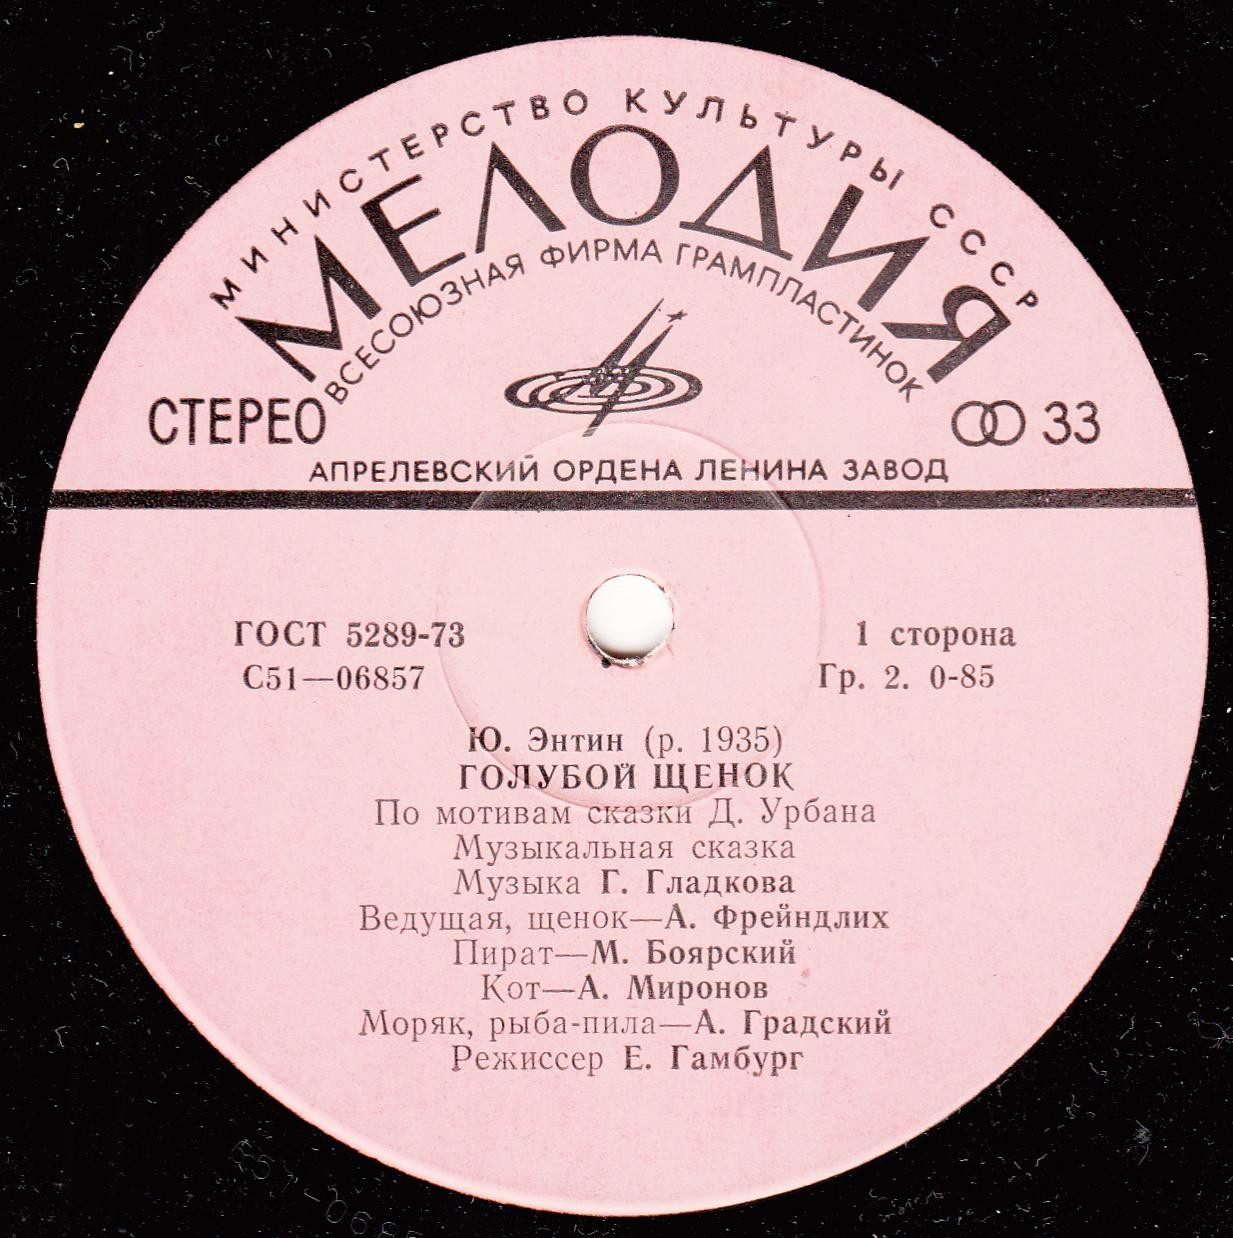 МИНИСТЕРСТВО КУЛЬТУРЫ СССР
МЕЛОДИЯ
ВСЕСОЮЗНАЯ ФИРМА ГРАМПЛАСТИНОК
СТЕРЕО
33
АПРЕЛЕВСКИЙ ОРДЕНА ЛЕНИНА ЗАВОД
ГОСТ 5289-73
1 сторона
С51—06857
Гр. 2. 0-85
Ю. Энтин (р. 1935)
ГОЛУБОЙ ЩЕНОК
По мотивам сказки Д. Урбана
Музыкальная сказка
Музыка Г. Гладкова
Ведущая, щенок—А. Фрейндлих
Пират—М. Боярский
Кот—А. Миронов
Моряк, рыба-пила—А. Градский
Режиссер Е. Гамбург